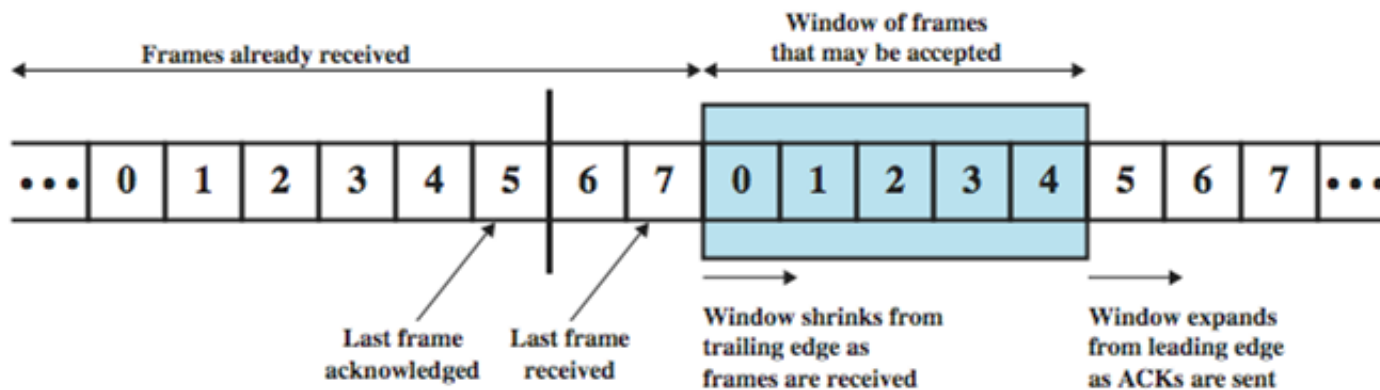 Window of frames
that may be accepted
Frames already received
••• 0 1 2 3 4 5 6 7 0 1 2 3 4 5 6 7 •••
Last frame
acknowledged
Last frame
received
Window shrinks from
trailing edge as
frames are received
Window expands
from leading edge
as ACKs are sent